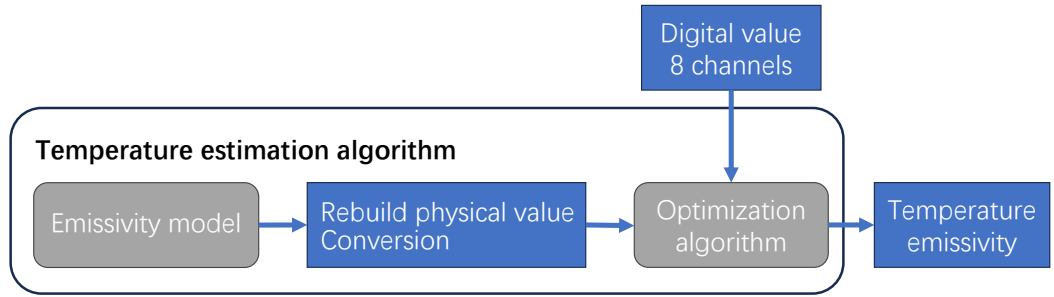 Digital value
8 channels
Temperature estimation algorithm
Emissivity model
Rebuild physical value
Conversion
Optimization
algorithm
Temperature
emissivity